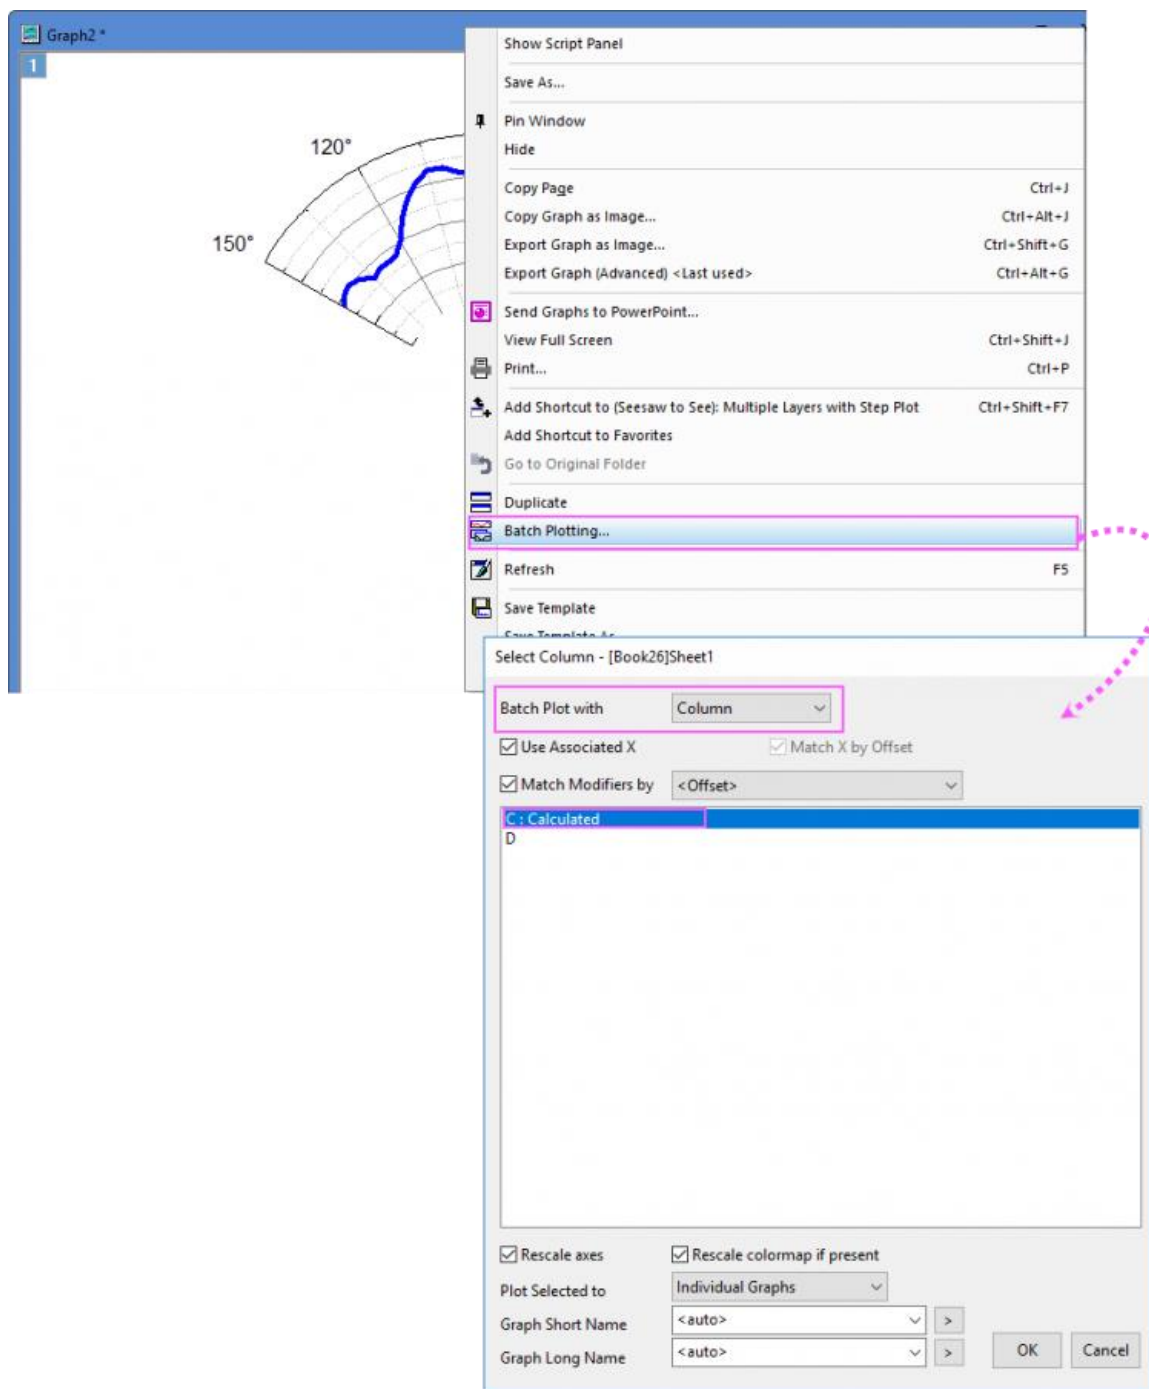 Graph2 *
1
120°
150°
Show Script Panel
Save As...
Pin Window
Hide
Copy Page Ctrl+J
Copy Graph as Image... Ctrl+Alt+J
Export Graph as Image... Ctrl+Shift+G
Export Graph (Advanced) <Last used> Ctrl+Alt+G
Send Graphs to PowerPoint...
View Full Screen Ctrl+Shift+J
Print... Ctrl+P
Add Shortcut to (Seesaw to See): Multiple Layers with Step Plot Ctrl+Shift+F7
Add Shortcut to Favorites
Go to Original Folder
Duplicate
Batch Plotting...
Refresh F5
Save Template
Save Template As
Select Column - [Book26]Sheet1
Batch Plot with Column
Use Associated X Match X by Offset
Match Modifiers by <Offset>
C : Calculated
D
Rescale axes Rescale colormap if present
Plot Selected to Individual Graphs
Graph Short Name <auto> >
Graph Long Name <auto> > OK Cancel